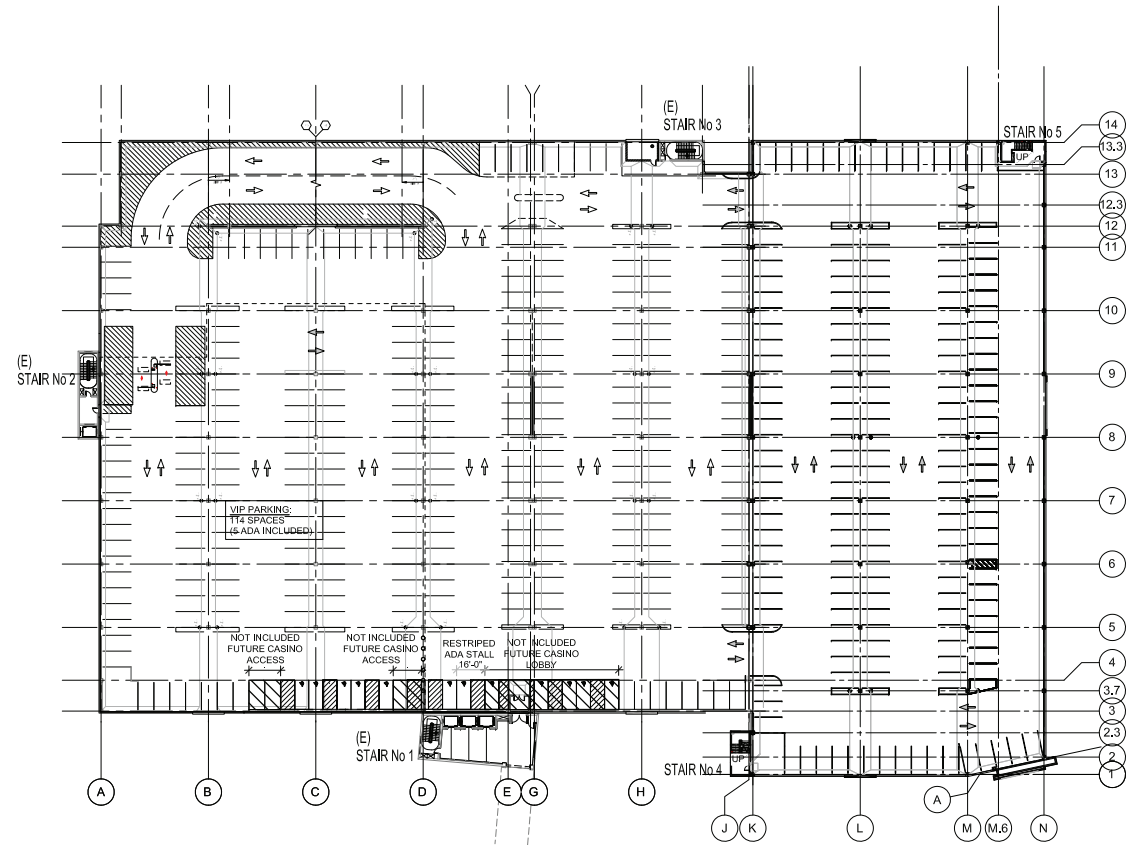 (E)
STAIR No 3
STAIR No 5
UP
14
13.3
13
12.3
12
11
10
(E)
STAIR No 2
9
8
7
VIP PARKING:
114 SPACES
(5 ADA INCLUDED)
6
5
NOT INCLUDED
FUTURE CASINO
ACCESS
NOT INCLUDED
FUTURE CASINO
ACCESS
RESTRIPED
ADA STALL
16'-0"
NOT INCLUDED
FUTURE CASINO
LOBBY
4
3.7
3
2.3
2
1
(E)
STAIR No 1
STAIR No 4
UP
A
B
C
D
E
G
H
J
K
L
A
M
M.6
N